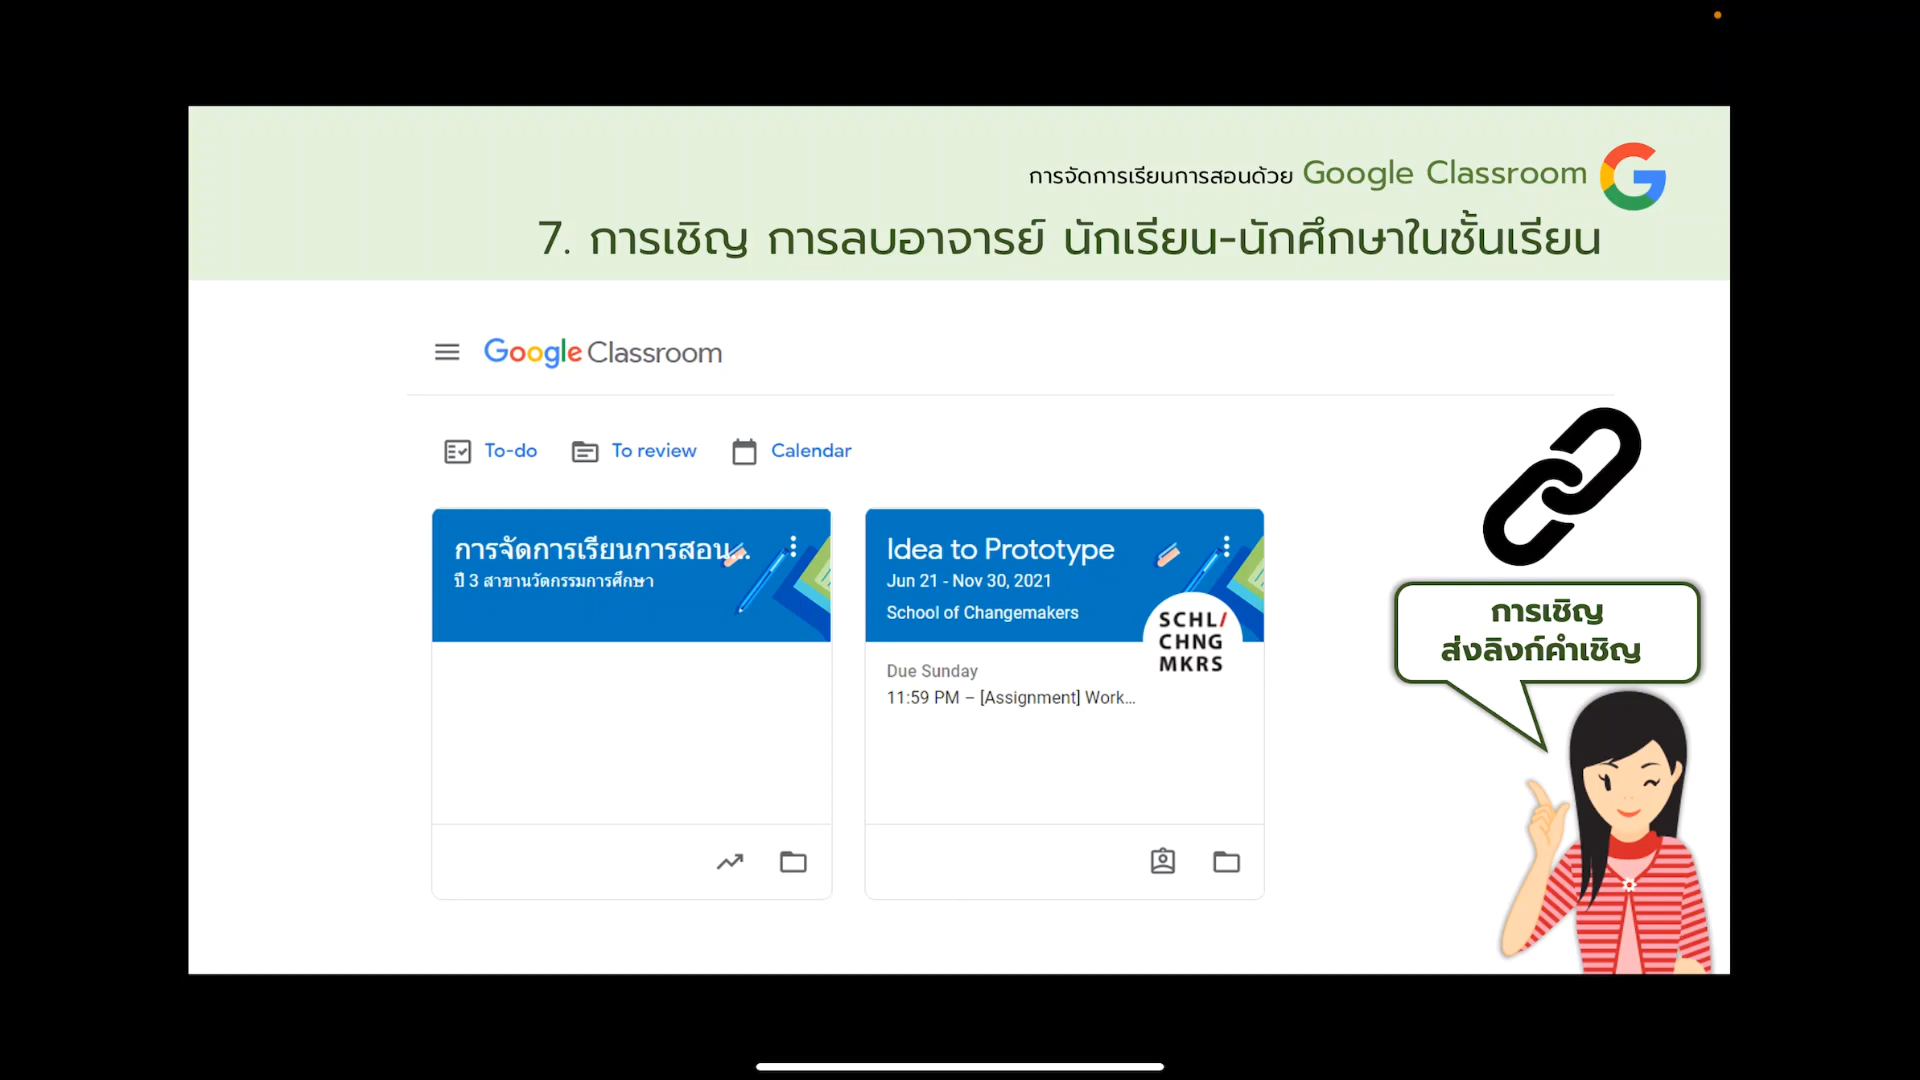 การจัดการเรียนการสอนด้วย Google Classroom
7. การเชิญ การลบอาจารย์ นักเรียน-นักศึกษาในชั้นเรียน
Google Classroom
To-do To review Calendar
การจัดการเรียนการสอน...
ปี 3 สาขานวัตกรรมการศึกษา
Idea to Prototype
Jun 21 - Nov 30, 2021
School of Changemakers
SCHL/
CHNG
MKRS
Due Sunday
11:59 PM – [Assignment] Work...
การเชิญ
ส่งลิงก์คำเชิญ